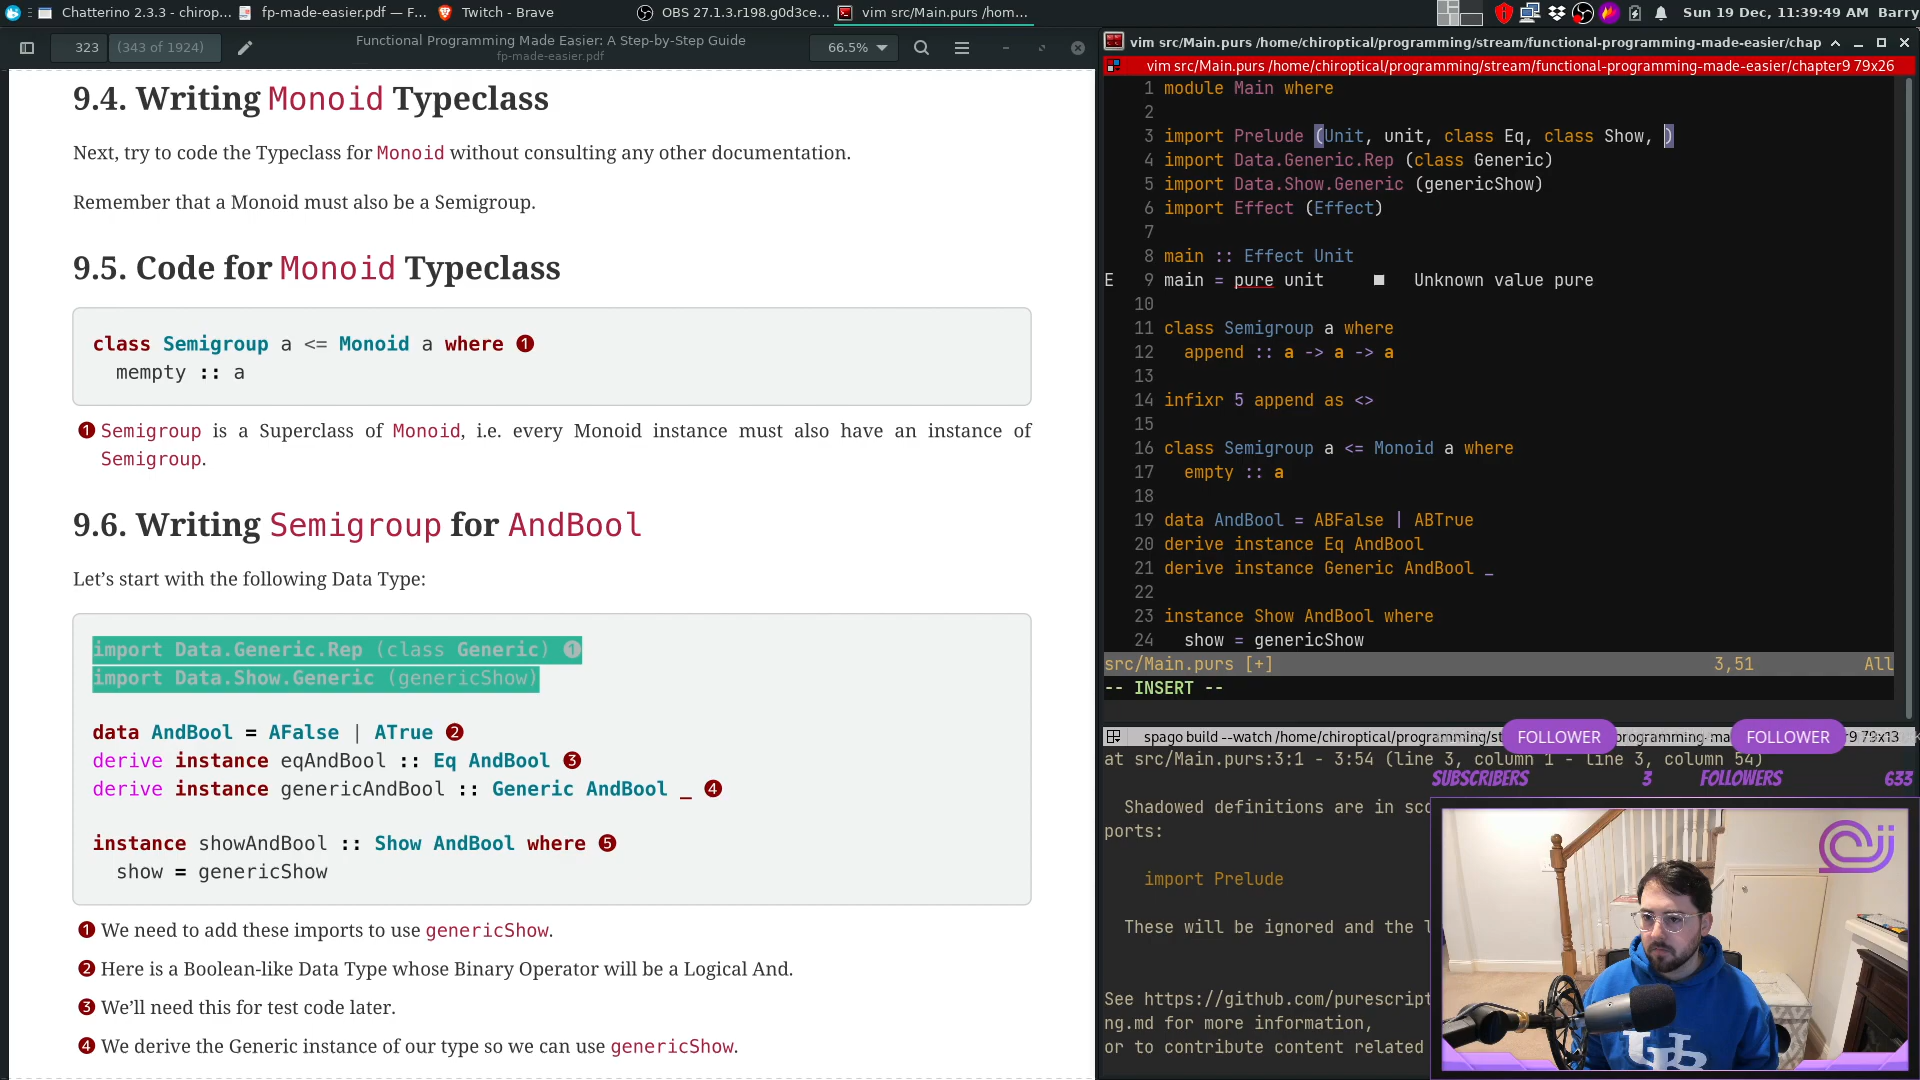 Chatterino 2.3.3 - chirop...
fp-made-easier.pdf — F...
Twitch - Brave
OBS 27.1.3.r198.g0d3ce...
vim src/Main.purs /hom...
Sun 19 Dec, 11:39:49 AM Barry
323 (343 of 1924)
Functional Programming Made Easier: A Step-by-Step Guide
fp-made-easier.pdf
66.5%
9.4. Writing Monoid Typeclass
Next, try to code the Typeclass for Monoid without consulting any other documentation.
Remember that a Monoid must also be a Semigroup.
9.5. Code for Monoid Typeclass
class Semigroup a <= Monoid a where 1
mempty :: a
1 Semigroup is a Superclass of Monoid, i.e. every Monoid instance must also have an instance of
Semigroup.
9.6. Writing Semigroup for AndBool
Let's start with the following Data Type:
import Data.Generic.Rep (class Generic) 1
import Data.Show.Generic (genericShow)
data AndBool = AFalse | ATrue 2
derive instance eqAndBool :: Eq AndBool 3
derive instance genericAndBool :: Generic AndBool _ 4
instance showAndBool :: Show AndBool where 5
show = genericShow
1 We need to add these imports to use genericShow.
2 Here is a Boolean-like Data Type whose Binary Operator will be a Logical And.
3 We'll need this for test code later.
4 We derive the Generic instance of our type so we can use genericShow.
vim src/Main.purs /home/chiroptical/programming/stream/functional-programming-made-easier/chap
vim src/Main.purs /home/chiroptical/programming/stream/functional-programming-made-easier/chapter9 79x26
1 module Main where
2
3 import Prelude (Unit, unit, class Eq, class Show, )
4 import Data.Generic.Rep (class Generic)
5 import Data.Show.Generic (genericShow)
6 import Effect (Effect)
7
8 main :: Effect Unit
E 9 main = pure unit ■ Unknown value pure
10
11 class Semigroup a where
12 append :: a -> a -> a
13
14 infixr 5 append as <>
15
16 class Semigroup a <= Monoid a where
17 empty :: a
18
19 data AndBool = ABFalse | ABTrue
20 derive instance Eq AndBool
21 derive instance Generic AndBool _
22
23 instance Show AndBool where
24 show = genericShow
src/Main.purs [+] 3,51 All
-- INSERT --
spago build --watch /home/chiroptical/programming/st
FOLLOWER
FOLLOWER
9 79x13
at src/Main.purs:3:1 - 3:54 (line 3, column 1 - line 3, column 54)
SUBSCRIBERS 3 FOLLOWERS 633
Shadowed definitions are in sco
ports:
import Prelude
These will be ignored and the l
See https://github.com/purescript
ng.md for more information,
or to contribute content related